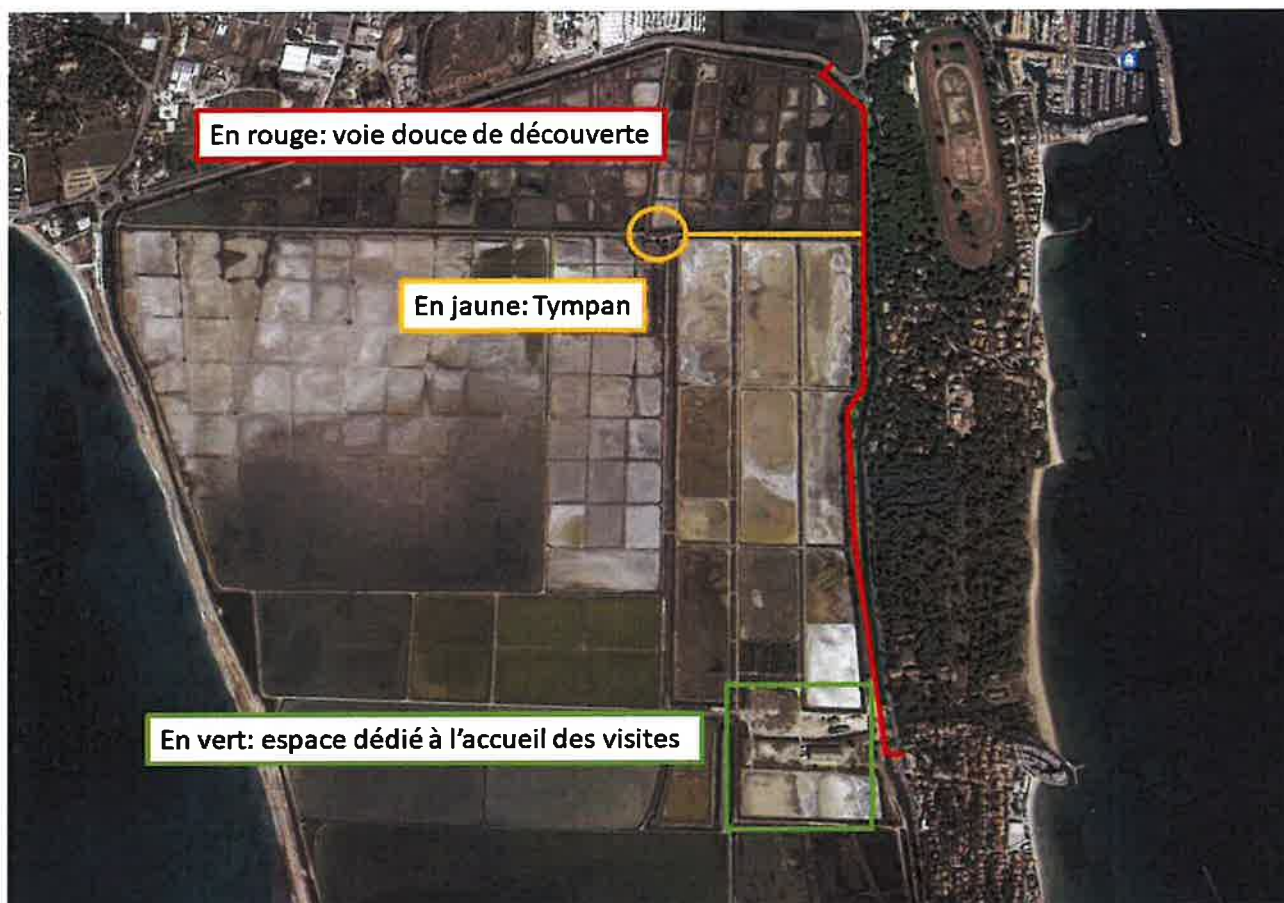 En rouge: voie douce de découverte
En jaune: Tympan
En vert: espace dédié à l'accueil des visites